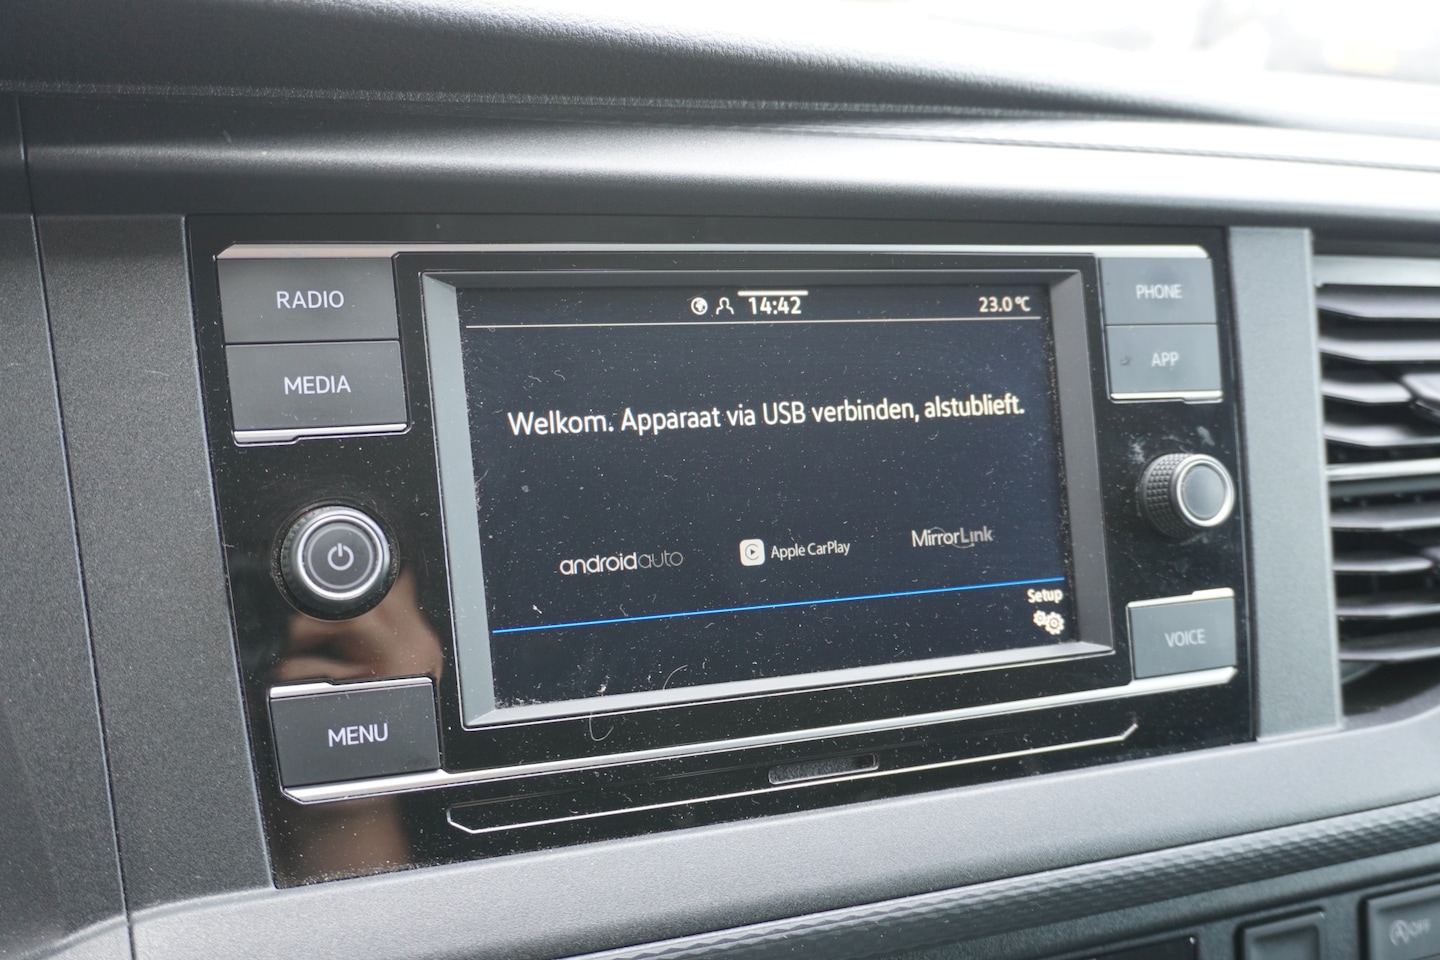 RADIO
MEDIA
14:42
23.0°C
PHONE
APP
Welkom. Apparaat via USB verbinden, alstublieft.
androidauto
Apple CarPlay
MirrorLink
Setup
MENU
VOICE
OFF